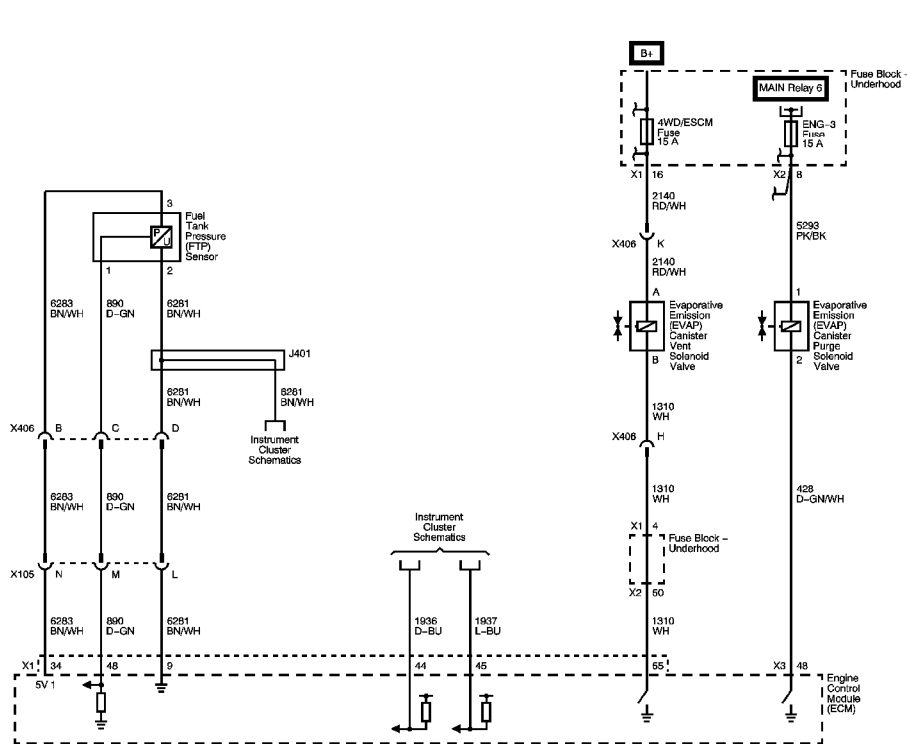 B+
Fuse Block -
Underhood
MAIN Relay 6
4WD/ESCM
Fuse
15 A
ENG-3
Fuse
15 A
X1 16
X2 8
2140
RD/WH
5293
PK/BK
X406 K
2140
RD/WH
3
Fuel
Tank
Pressure
(FTP)
Sensor
P
U
1
2
A
Evaporative
Emission
(EVAP)
Canister
Vent
Solenoid
Valve
B
1
Evaporative
Emission
(EVAP)
Canister
Purge
Solenoid
Valve
2
6283
BN/WH
890
D-GN
6281
BN/WH
J401
6281
BN/WH
6281
BN/WH
Instrument
Cluster
Schematics
X406 B C D
1310
WH
X406 H
6283
BN/WH
890
D-GN
6281
BN/WH
1310
WH
428
D-GN/WH
Instrument
Cluster
Schematics
X1 4
Fuse Block -
Underhood
X2 50
X105 N M L
6283
BN/WH
890
D-GN
6281
BN/WH
1936
D-BU
1937
L-BU
1310
WH
X1 34 48 9 44 45 55
X3 48
5V 1
Engine
Control
Module
(ECM)